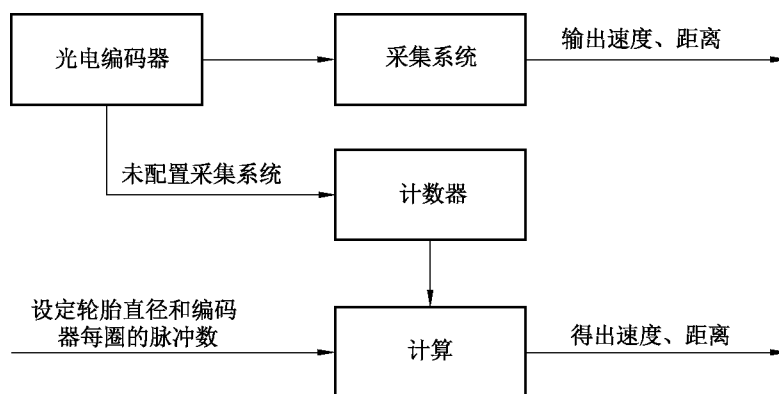 光电编码器
采集系统
输出速度、距离
未配置采集系统
计数器
设定轮胎直径和编码
器每圈的脉冲数
计算
得出速度、距离